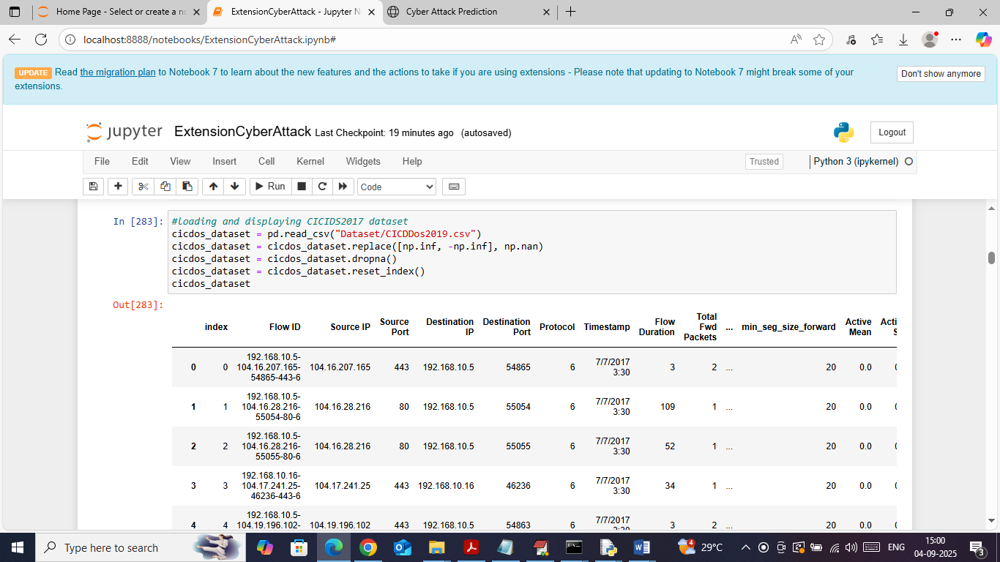 Home Page - Select or create a no
ExtensionCyberAttack - Jupyter N
Cyber Attack Prediction
localhost:8888/notebooks/ExtensionCyberAttack.ipynb#
UPDATE Read the migration plan to Notebook 7 to learn about the new features and the actions to take if you are using extensions - Please note that updating to Notebook 7 might break some of your
extensions.
Don't show anymore
jupyter ExtensionCyberAttack Last Checkpoint: 19 minutes ago (autosaved)
Logout
File Edit View Insert Cell Kernel Widgets Help
Trusted
Python 3 (ipykernel)
Run
Code
In [283]:
#loading and displaying CICIDS2017 dataset
cicdos_dataset = pd.read_csv("Dataset/CICDDos2019.csv")
cicdos_dataset = cicdos_dataset.replace([np.inf, -np.inf], np.nan)
cicdos_dataset = cicdos_dataset.dropna()
cicdos_dataset = cicdos_dataset.reset_index()
cicdos_dataset
Out[283]:
index Flow ID Source IP Source Port Destination IP Destination Port Protocol Timestamp Flow Duration Total Fwd Packets ... min_seg_size_forward Active Mean Acti
0 0 192.168.10.5-104.16.207.165-54865-443-6 104.16.207.165 443 192.168.10.5 54865 6 7/7/2017 3:30 3 2 ... 20 0.0
1 1 192.168.10.5-104.16.28.216-55054-80-6 104.16.28.216 80 192.168.10.5 55054 6 7/7/2017 3:30 109 1 ... 20 0.0
2 2 192.168.10.5-104.16.28.216-55055-80-6 104.16.28.216 80 192.168.10.5 55055 6 7/7/2017 3:30 52 1 ... 20 0.0
3 3 192.168.10.16-104.17.241.25-46236-443-6 104.17.241.25 443 192.168.10.16 46236 6 7/7/2017 3:30 34 1 ... 20 0.0
4 4 192.168.10.5-104.19.196.102- 104.19.196.102 443 192.168.10.5 54863 6 7/7/2017 3:30 3 2 ... 20 0.0
Type here to search
4
29°C
ENG
15:00
04-09-2025
3